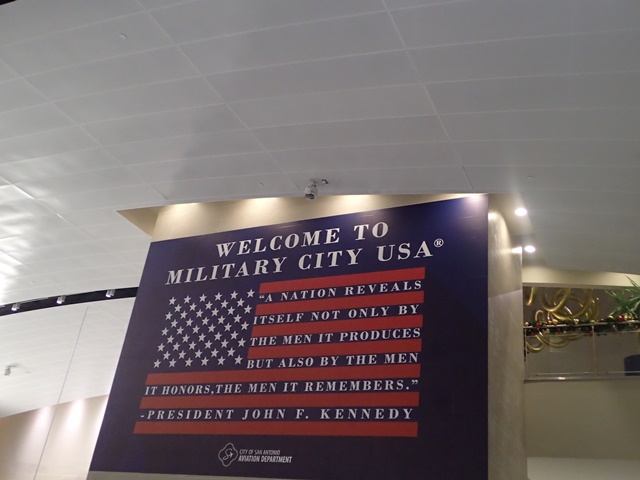 WELCOME TO
MILITARY CITY USA®
"A NATION REVEALS
ITSELF NOT ONLY BY
THE MEN IT PRODUCES
BUT ALSO BY THE MEN
IT HONORS,THE MEN IT REMEMBERS."
-PRESIDENT JOHN F. KENNEDY
CITY OF SAN ANTONIO
AVIATION DEPARTMENT